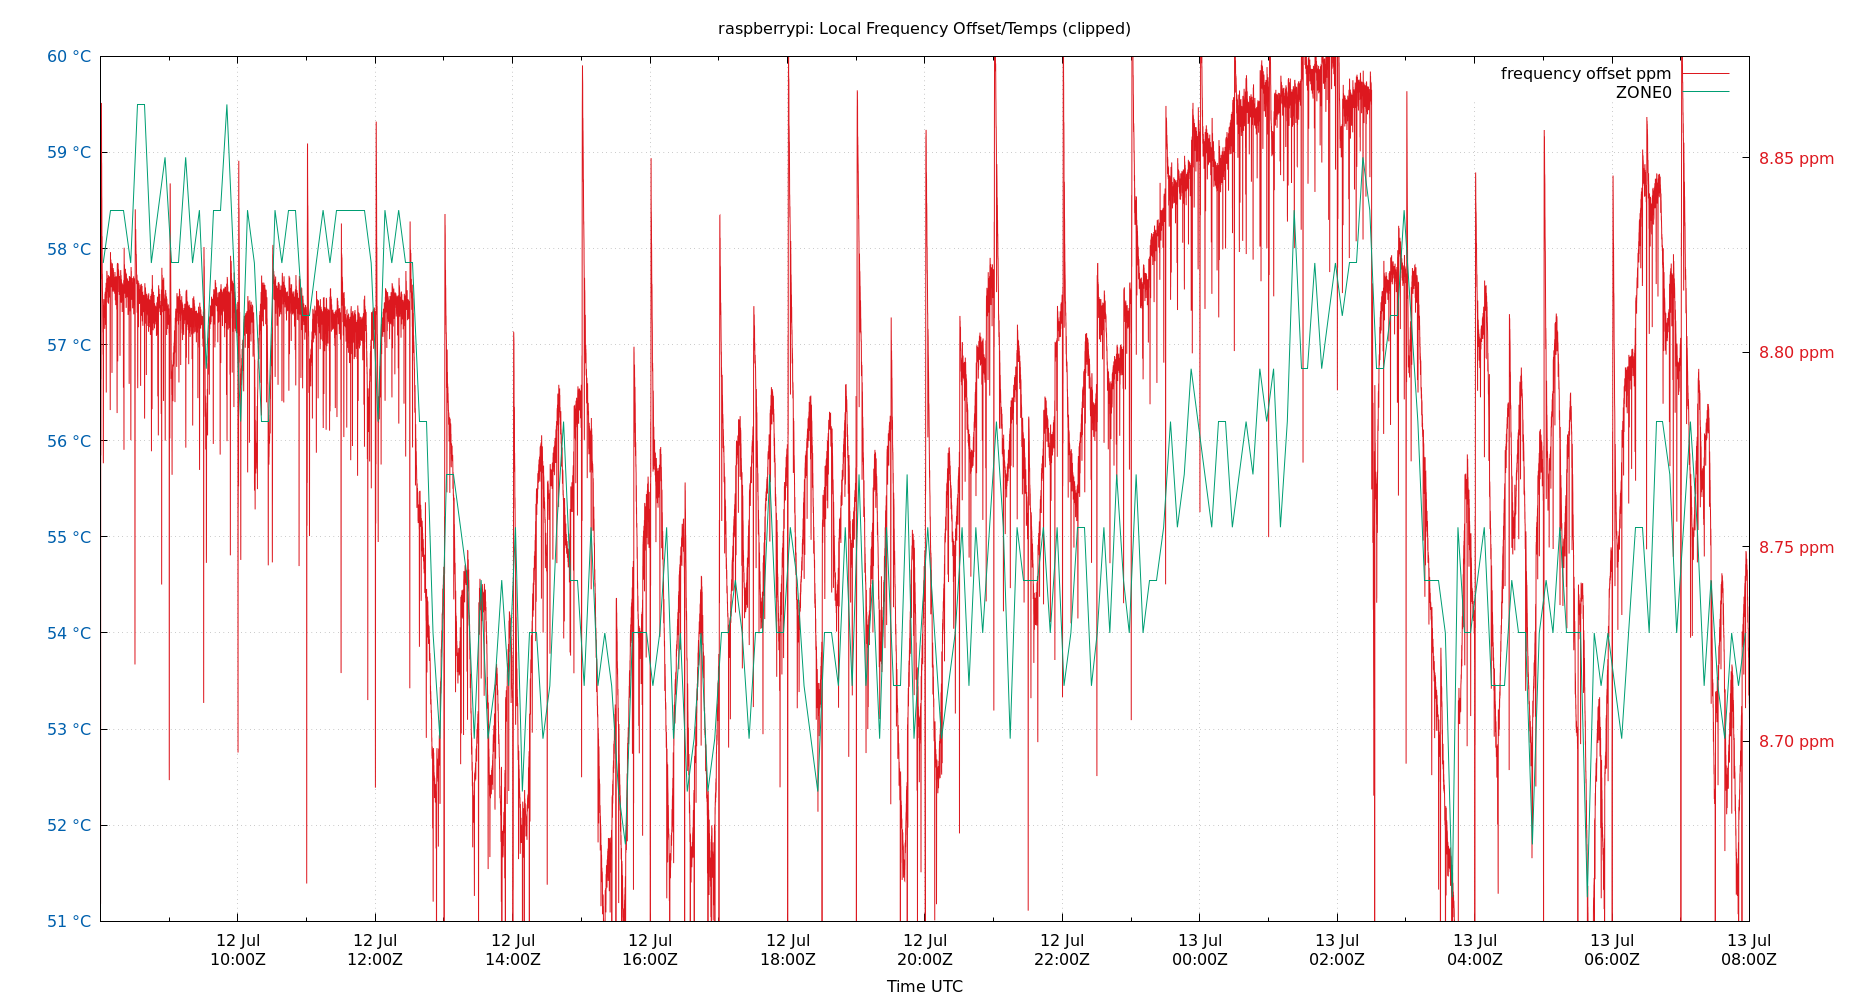 raspberrypi: Local Frequency Offset/Temps (clipped)
frequency offset ppm
ZONE0
60 °C
59 °C
58 °C
57 °C
56 °C
55 °C
54 °C
53 °C
52 °C
51 °C
8.85 ppm
8.80 ppm
8.75 ppm
8.70 ppm
12 Jul
10:00Z
12 Jul
12:00Z
12 Jul
14:00Z
12 Jul
16:00Z
12 Jul
18:00Z
12 Jul
20:00Z
12 Jul
22:00Z
13 Jul
00:00Z
13 Jul
02:00Z
13 Jul
04:00Z
13 Jul
06:00Z
13 Jul
08:00Z
Time UTC